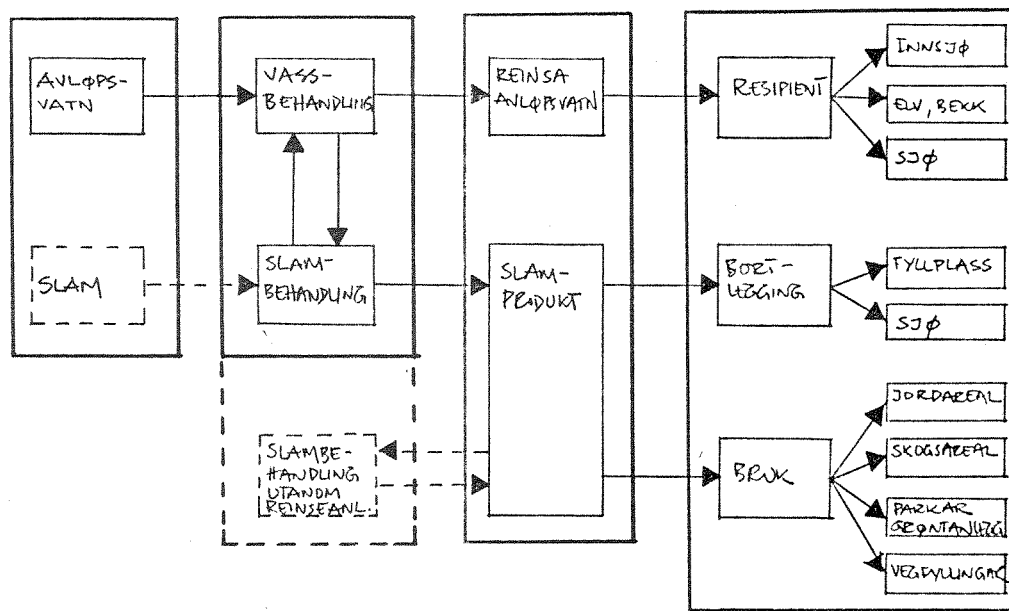 AVLØPS-
VATN
SLAM
VASS-
BEHANDLING
SLAM-
BEHANDLING
SLAMBE-
HANDLING
UTANOM
REINSEANL.
REINSA
AVLØPSVATN
SLAM-
PRODUKT
RESIPIENT
INNSJØ
ELV, BEKK
SJØ
BORT-
LEGGING
FYLLPLASS
SJØ
BRUK
JORDAREAL
SKOGSAREAL
PARKAR
GRØNTANLEGG
VEGFYLLINGAR